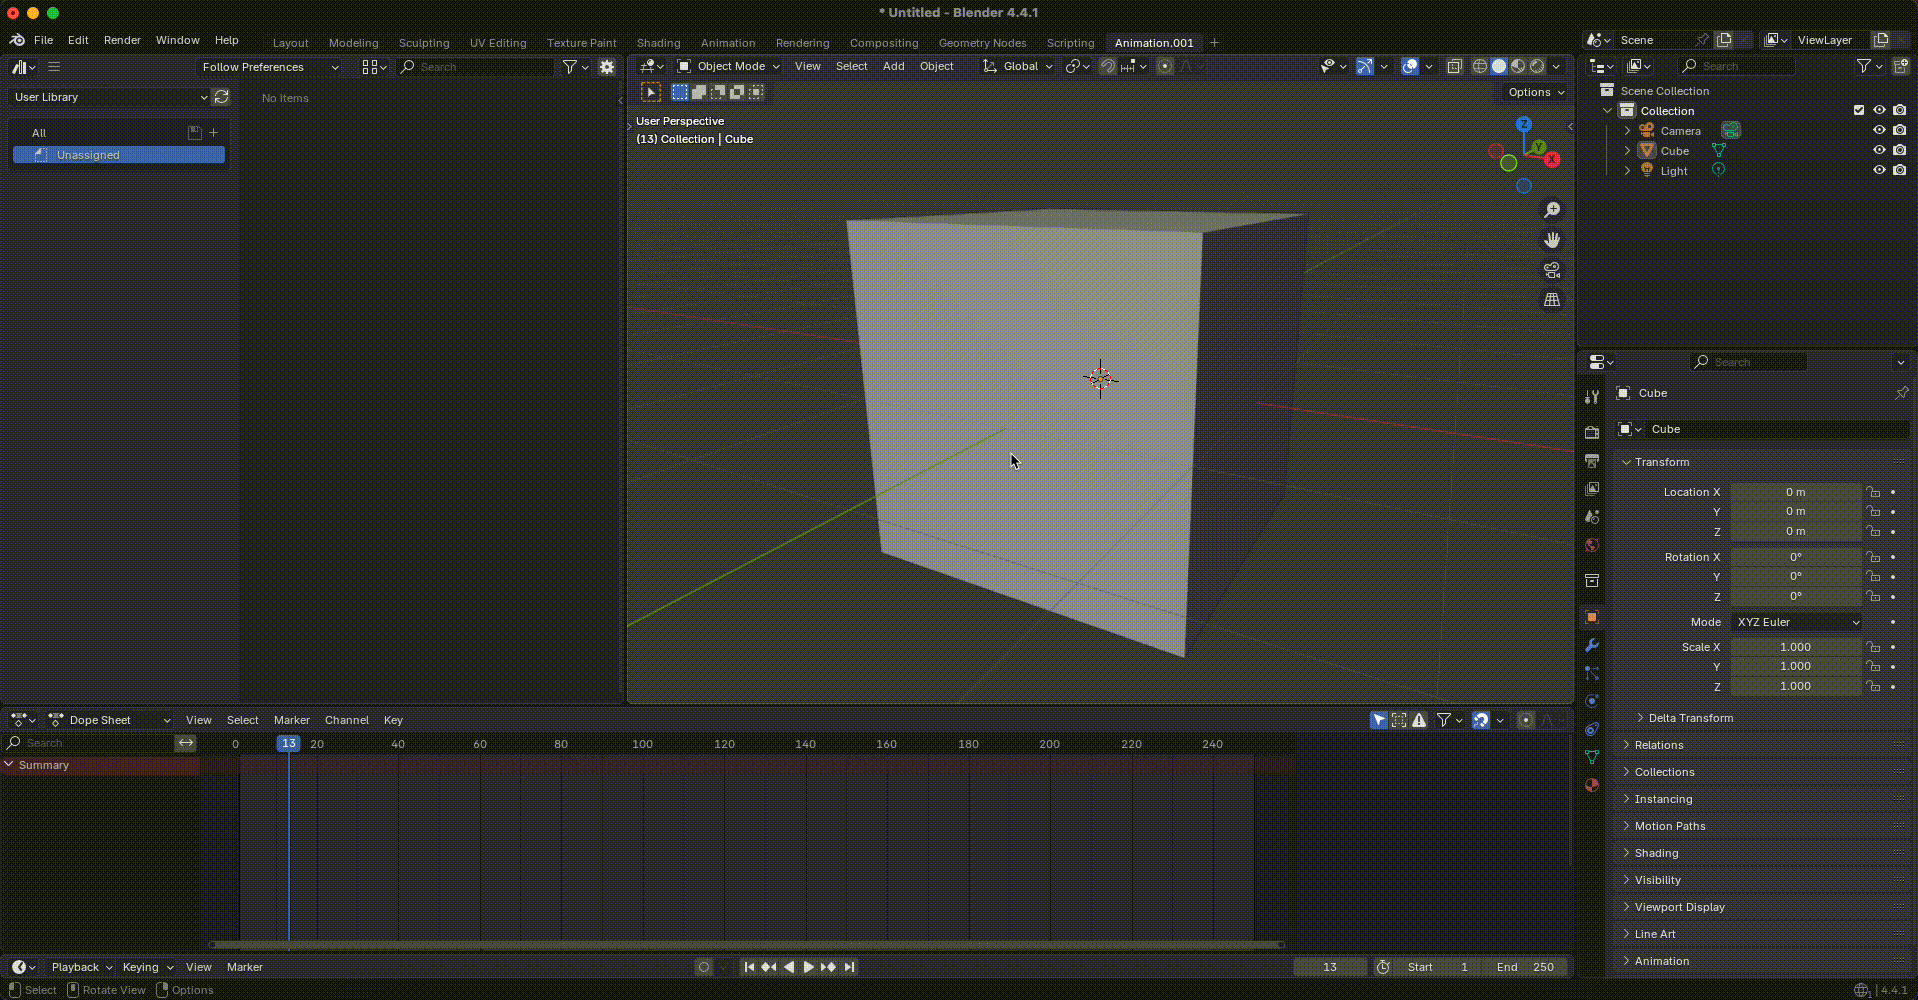 * Untitled - Blender 4.4.1
File Edit Render Window Help Layout Modeling Sculpting UV Editing Texture Paint Shading Animation Rendering Compositing Geometry Nodes Scripting Animation.001 + Scene ViewLayer
Follow Preferences Search Object Mode View Select Add Object Global Search
User Library No Items Options Scene Collection
User Perspective Collection
All (13) Collection | Cube Camera
Unassigned Cube
Light
Z
Y
X
Search
Cube
Cube
Transform
Location X 0 m
Y 0 m
Z 0 m
Rotation X 0°
Y 0°
Z 0°
Mode XYZ Euler
Scale X 1.000
Y 1.000
Z 1.000
Delta Transform
Relations
Collections
Instancing
Motion Paths
Shading
Visibility
Viewport Display
Line Art
Animation
Dope Sheet View Select Marker Channel Key
Search 0 13 20 40 60 80 100 120 140 160 180 200 220 240
Summary
Playback Keying View Marker 13 Start 1 End 250
Select Rotate View Options 4.4.1